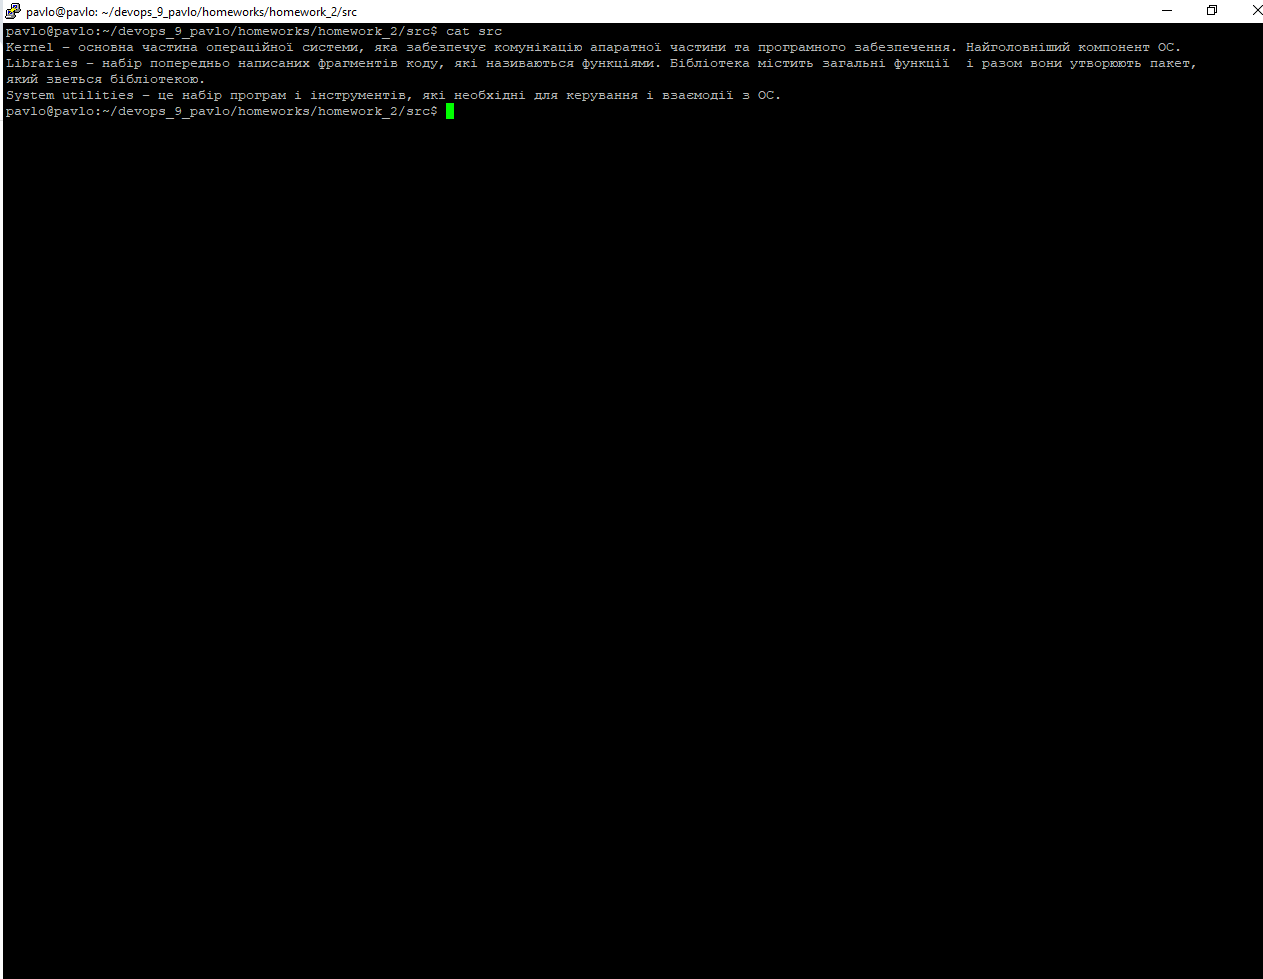 pavlo@pavlo: ~/devops_9_pavlo/homeworks/homework_2/src
pavlo@pavlo:~/devops_9_pavlo/homeworks/homework_2/src$ cat src
Kernel – основна частина операційної системи, яка забезпечує комунікацію апаратної частини та програмного забезпечення. Найголовніший компонент ОС.
Libraries – набір попередньо написаних фрагментів коду, які називаються функціями. Бібліотека містить загальні функції  і разом вони утворюють пакет,
який зветься бібліотекою.
System utilities – це набір програм і інструментів, які необхідні для керування і взаємодії з ОС.
pavlo@pavlo:~/devops_9_pavlo/homeworks/homework_2/src$